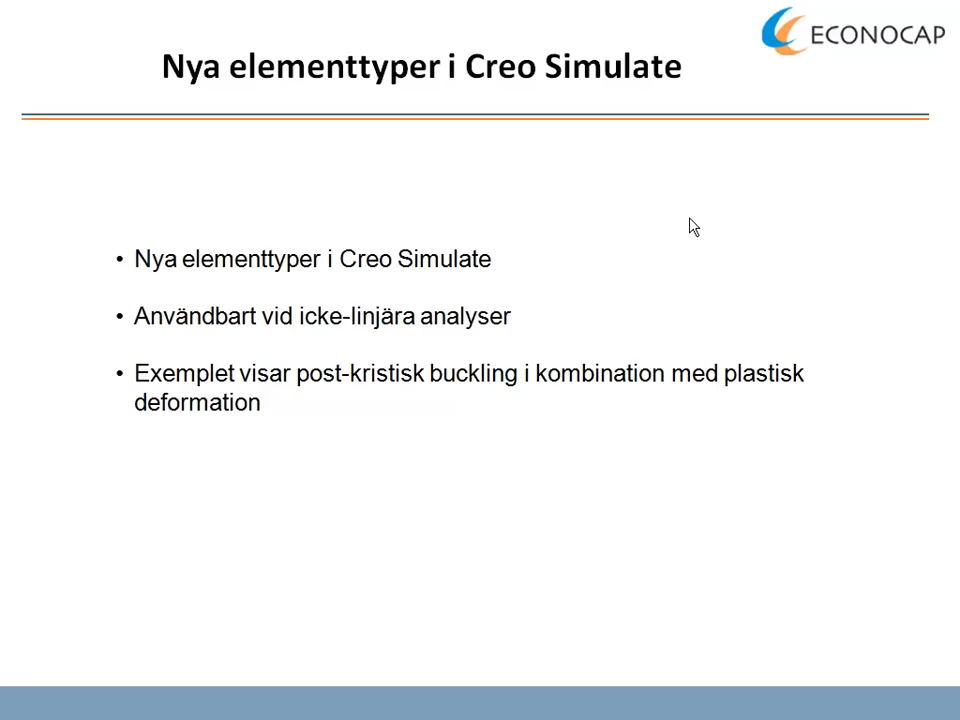 ECONOCAP
Nya elementtyper i Creo Simulate
• Nya elementtyper i Creo Simulate
• Användbart vid icke-linjära analyser
• Exemplet visar post-kristisk buckling i kombination med plastisk
deformation